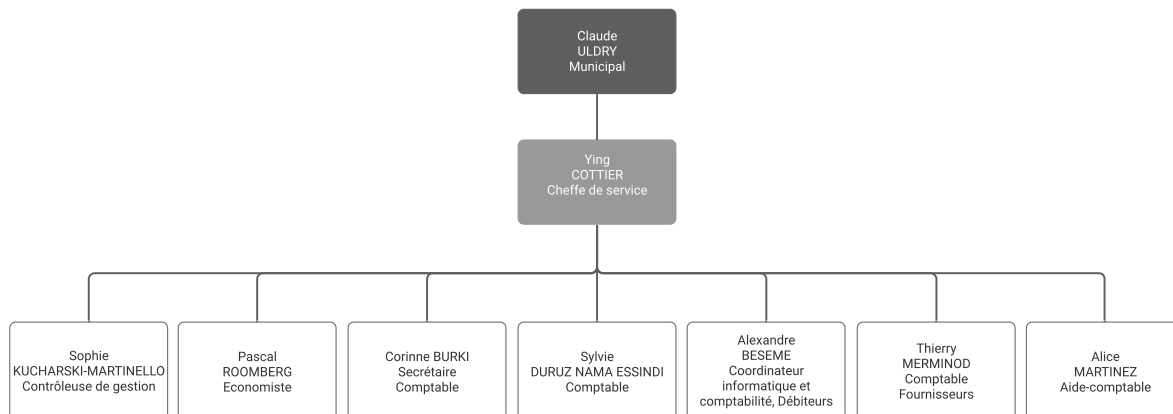 Claude
ULDRY
Municipal
Ying
COTTIER
Cheffe de service
Sophie
KUCHARSKI-MARTINELLO
Contrôleuse de gestion
Pascal
ROOMBERG
Economiste
Corinne BURKI
Secrétaire
Comptable
Sylvie
DURUZ NAMA ESSINDI
Comptable
Alexandre
BESEME
Coordinateur
informatique et
comptabilité, Débiteurs
Thierry
MERMINOD
Comptable
Fournisseurs
Alice
MARTINEZ
Aide-comptable